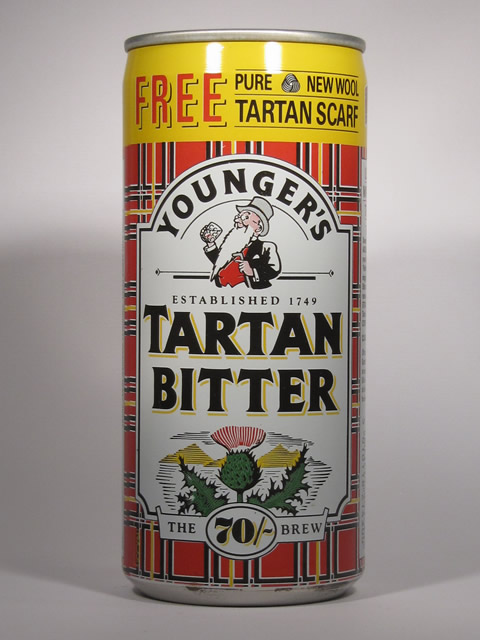 FREE
PURE NEW WOOL
TARTAN SCARF
YOUNGER'S
ESTABLISHED 1749
TARTAN
BITTER
THE 70/- BREW